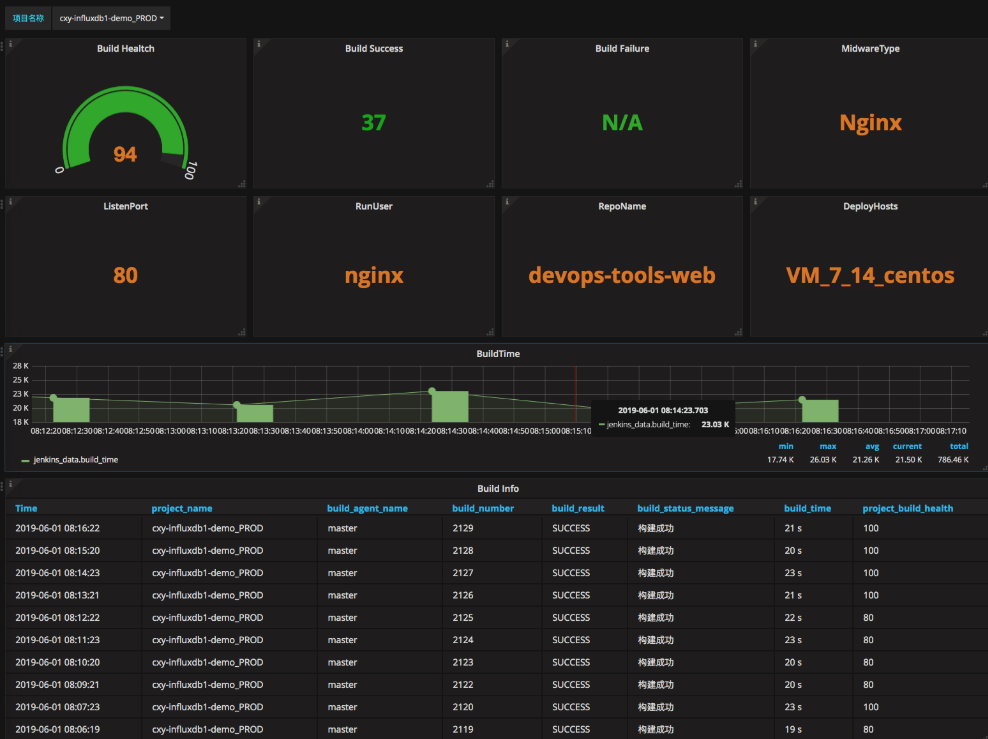 项目名称 cxy-influxdb1-demo_PROD
Build Healtch Build Success Build Failure MidwareType
94 37 N/A Nginx
0 100
ListenPort RunUser RepoName DeployHosts
80 nginx devops-tools-web VM_7_14_centos
BuildTime
28 K
25 K
23 K
20 K
18 K
2019-06-01 08:14:23.703
jenkins_data.build_time: 23.03 K
08:12:20 08:12:30 08:12:40 08:12:50 08:13:00 08:13:10 08:13:20 08:13:30 08:13:40 08:13:50 08:14:00 08:14:10 08:14:20 08:14:30 08:14:40 08:14:50 08:15:00 08:15:10 :00 08:16:10 08:16:20 08:16:30 08:16:40 08:16:50 08:17:00 08:17:10
min max avg current total
jenkins_data.build_time 17.74 K 26.03 K 21.26 K 21.50 K 786.46 K
Build Info
Time project_name build_agent_name build_number build_result build_status_message build_time project_build_health
2019-06-01 08:16:22 cxy-influxdb1-demo_PROD master 2129 SUCCESS 构建成功 21 s 100
2019-06-01 08:15:20 cxy-influxdb1-demo_PROD master 2128 SUCCESS 构建成功 20 s 100
2019-06-01 08:14:23 cxy-influxdb1-demo_PROD master 2127 SUCCESS 构建成功 23 s 100
2019-06-01 08:13:21 cxy-influxdb1-demo_PROD master 2126 SUCCESS 构建成功 21 s 100
2019-06-01 08:12:22 cxy-influxdb1-demo_PROD master 2125 SUCCESS 构建成功 22 s 80
2019-06-01 08:11:23 cxy-influxdb1-demo_PROD master 2124 SUCCESS 构建成功 23 s 80
2019-06-01 08:10:20 cxy-influxdb1-demo_PROD master 2123 SUCCESS 构建成功 20 s 80
2019-06-01 08:09:21 cxy-influxdb1-demo_PROD master 2122 SUCCESS 构建成功 20 s 80
2019-06-01 08:07:23 cxy-influxdb1-demo_PROD master 2120 SUCCESS 构建成功 23 s 100
2019-06-01 08:06:19 cxy-influxdb1-demo_PROD master 2119 SUCCESS 构建成功 19 s 80